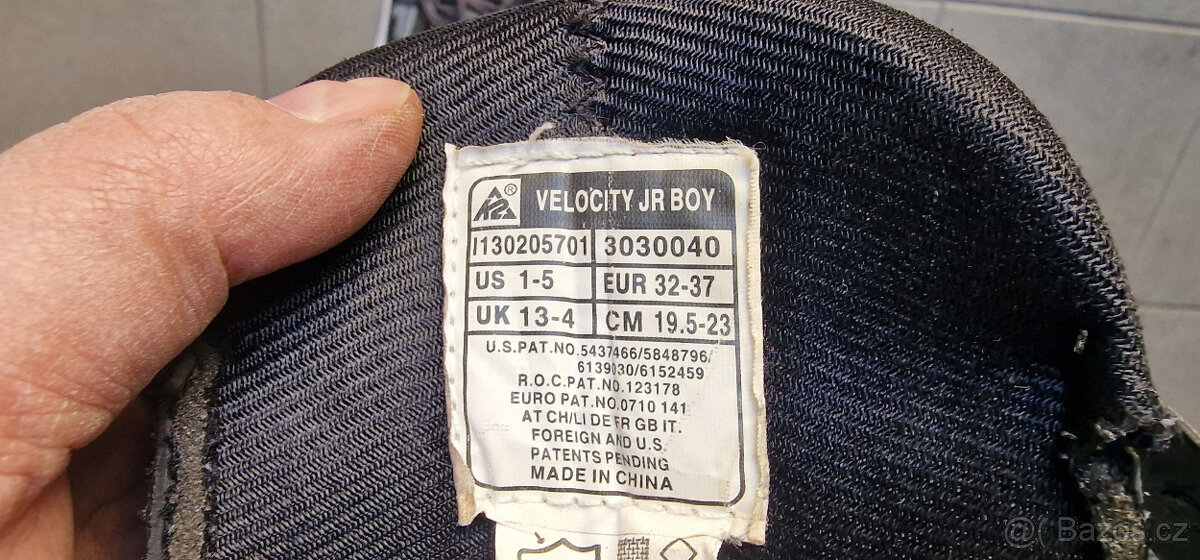 K2® VELOCITY JR BOY
I130205701 3030040
US 1-5 EUR 32-37
UK 13-4 CM 19.5-23
U.S.PAT.NO.5437466/5848796/
6139030/6152459
R.O.C.PAT.NO.123178
EURO PAT.NO.0710 141
AT CH/LI DE FR GB IT.
FOREIGN AND U.S.
PATENTS PENDING
MADE IN CHINA
@( Bazos.cz